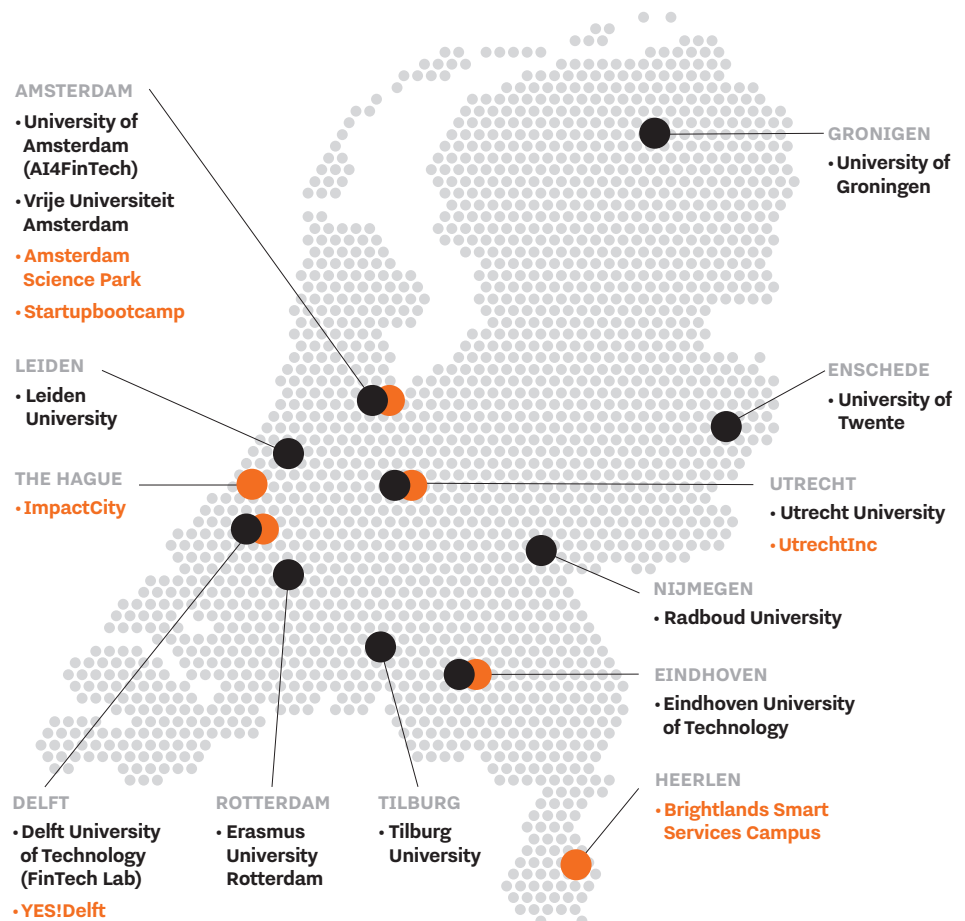 AMSTERDAM
• University of
Amsterdam
(AI4FinTech)
• Vrije Universiteit
Amsterdam
• Amsterdam
Science Park
• Startupbootcamp
GRONIGEN
• University of
Groningen
LEIDEN
• Leiden
University
ENSCHEDE
• University of
Twente
THE HAGUE
• ImpactCity
UTRECHT
• Utrecht University
• UtrechtInc
NIJMEGEN
• Radboud University
EINDHOVEN
• Eindhoven University
of Technology
HEERLEN
• Brightlands Smart
Services Campus
DELFT
• Delft University
of Technology
(FinTech Lab)
• YES!Delft
ROTTERDAM
• Erasmus
University
Rotterdam
TILBURG
• Tilburg
University